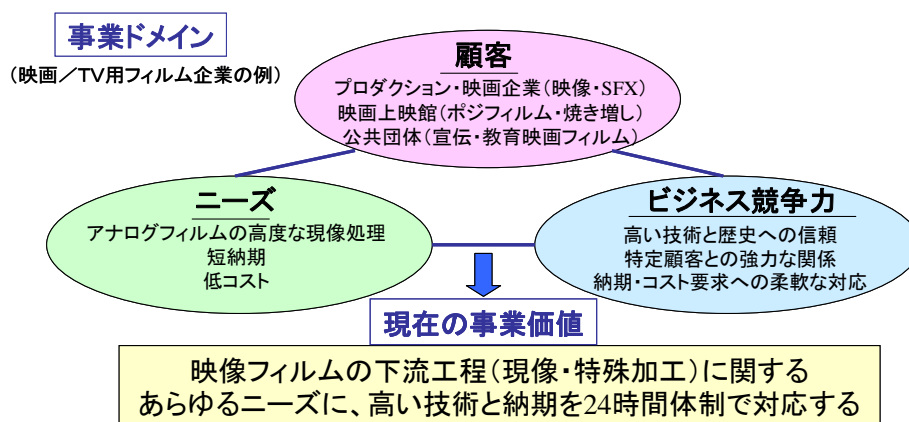 事業ドメイン
(映画／TV用フィルム企業の例)
顧客
プロダクション・映画企業(映像・SFX)
映画上映館(ポジフィルム・焼き増し)
公共団体(宣伝・教育映画フィルム)
ニーズ
アナログフィルムの高度な現像処理
短納期
低コスト
ビジネス競争力
高い技術と歴史への信頼
特定顧客との強力な関係
納期・コスト要求への柔軟な対応
現在の事業価値
映像フィルムの下流工程(現像・特殊加工)に関する
あらゆるニーズに、高い技術と納期を24時間体制で対応する